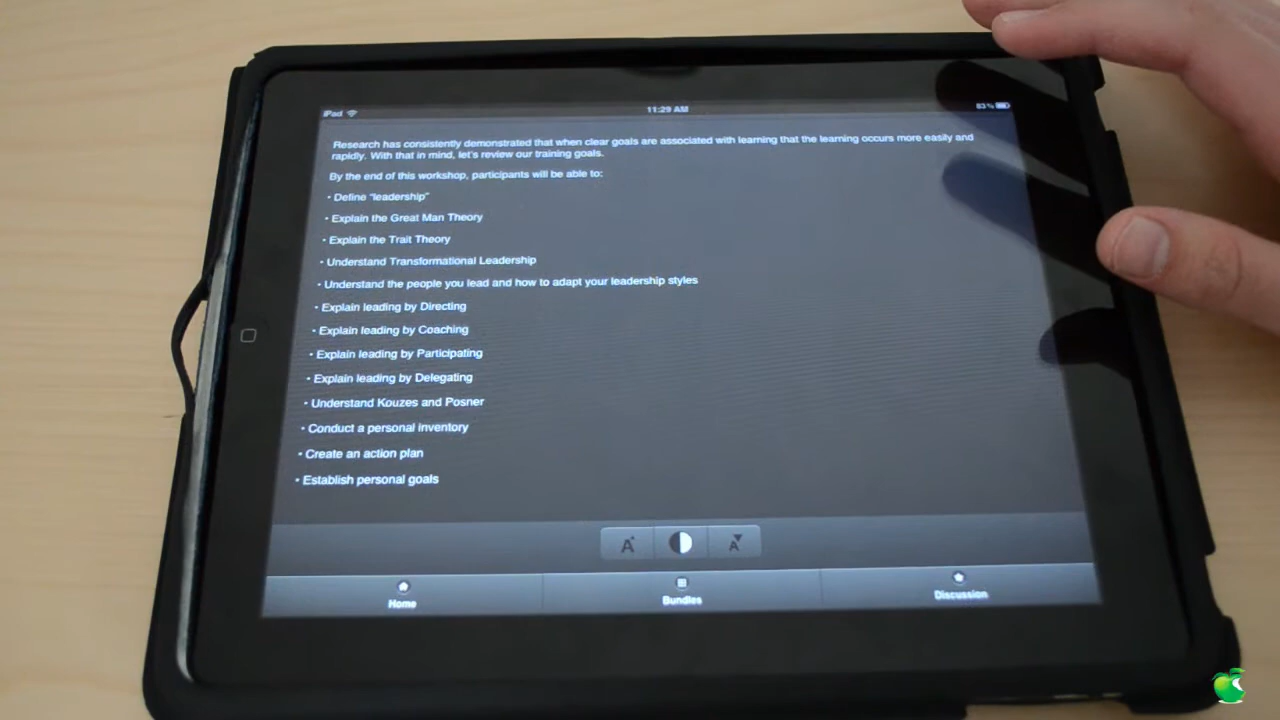 iPad 11:29 AM 83 %
Research has consistently demonstrated that when clear goals are associated with learning that the learning occurs more easily and
rapidly. With that in mind, let's review our training goals.
By the end of this workshop, participants will be able to:
• Define "leadership"
• Explain the Great Man Theory
• Explain the Trait Theory
• Understand Transformational Leadership
• Understand the people you lead and how to adapt your leadership styles
• Explain leading by Directing
• Explain leading by Coaching
• Explain leading by Participating
• Explain leading by Delegating
• Understand Kouzes and Posner
• Conduct a personal inventory
• Create an action plan
• Establish personal goals
A A
Home Bundles Discussion